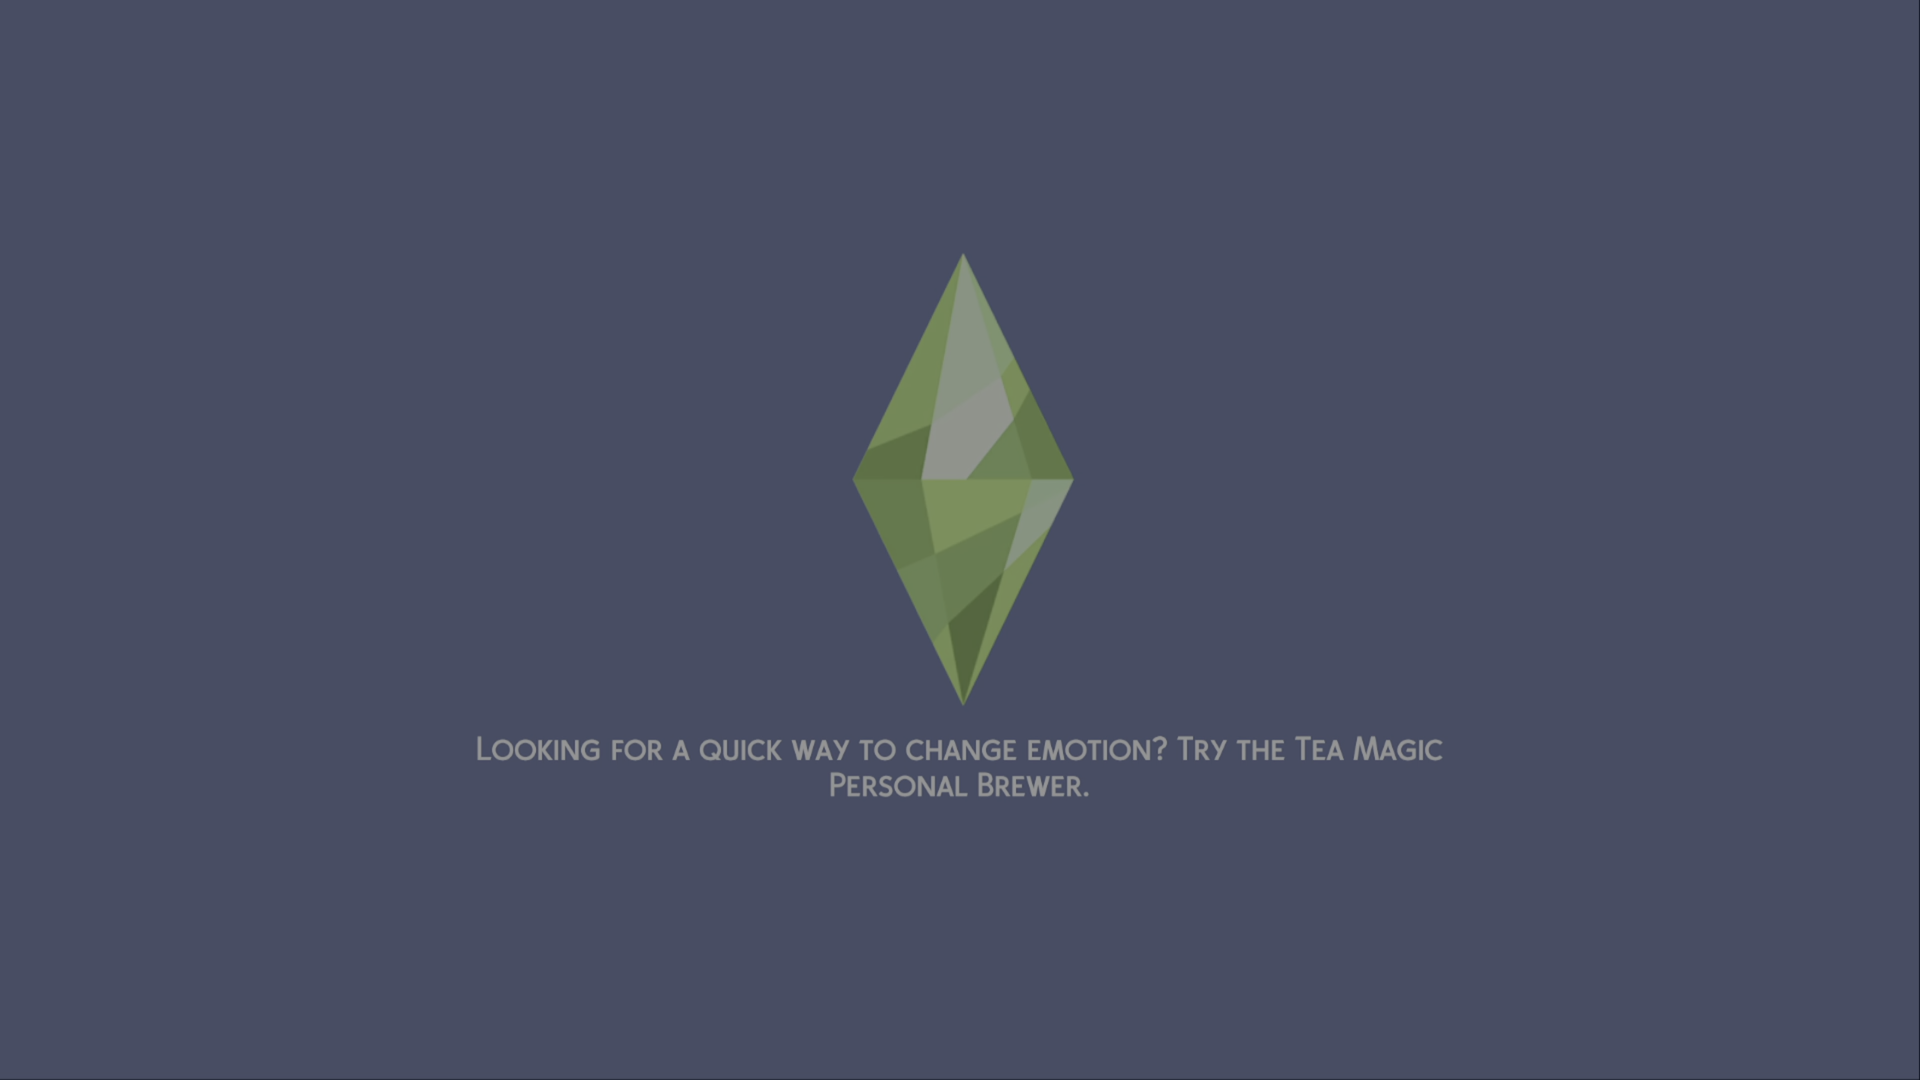 Looking for a quick way to change emotion? Try the Tea Magic
Personal Brewer.